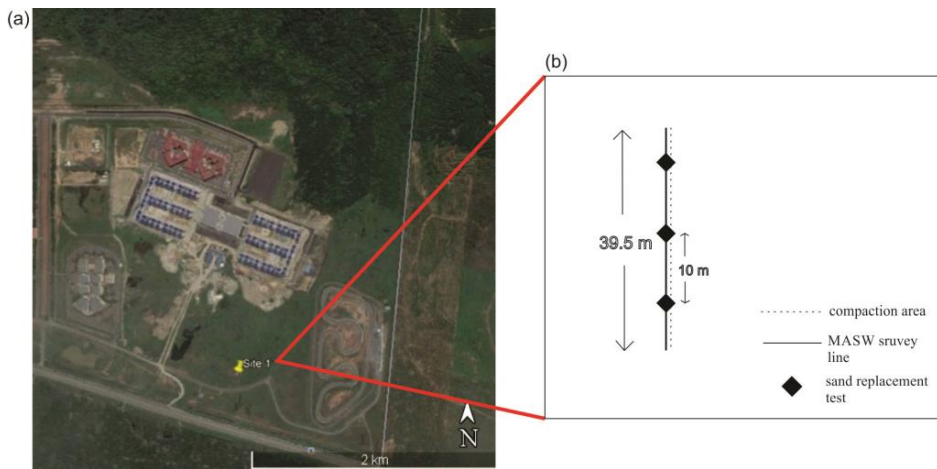 (a)
Site 1
N
2 km
(b)
39.5 m
10 m
compaction area
MASW sruvey
line
sand replacement
test